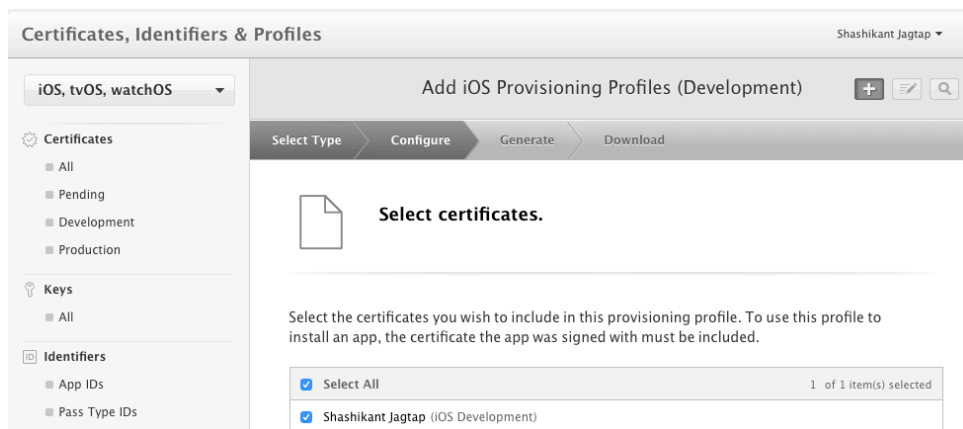 Certificates, Identifiers & Profiles
Shashikant Jagtap
iOS, tvOS, watchOS
Add iOS Provisioning Profiles (Development)
Select Type
Configure
Generate
Download
Certificates
All
Pending
Development
Production
Keys
All
ID Identifiers
App IDs
Pass Type IDs
Select certificates.
Select the certificates you wish to include in this provisioning profile. To use this profile to
install an app, the certificate the app was signed with must be included.
Select All
1 of 1 item(s) selected
Shashikant Jagtap (iOS Development)